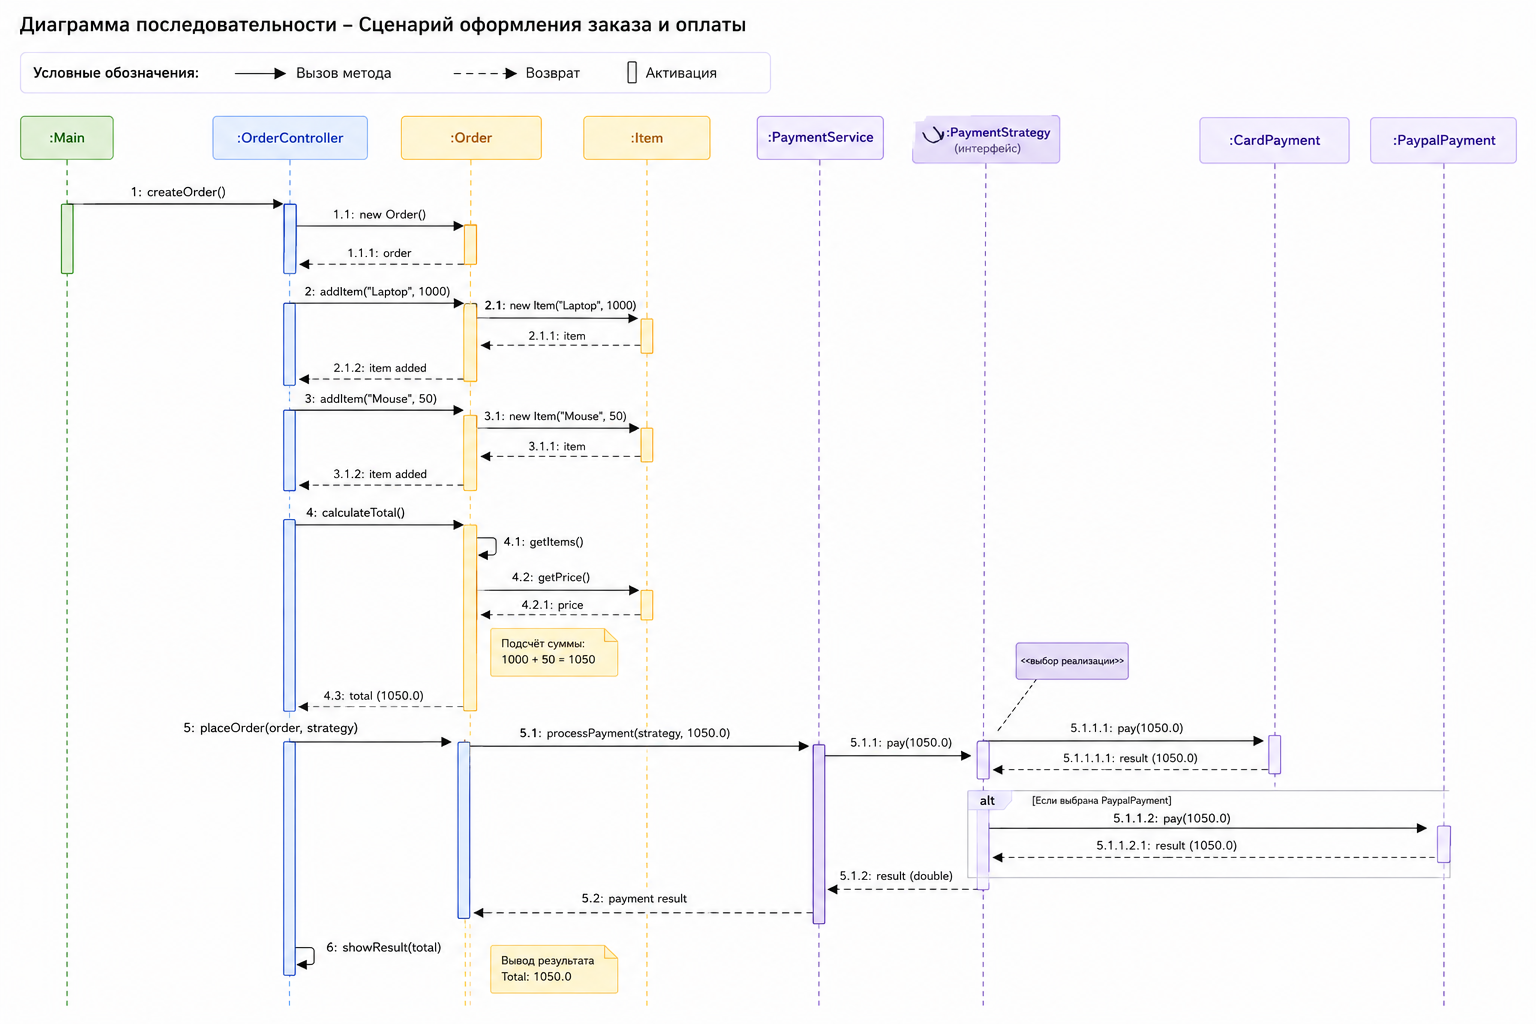 Диаграмма последовательности – Сценарий оформления заказа и оплаты
Условные обозначения: Вызов метода Возврат Активация
:Main
:OrderController
:Order
:Item
:PaymentService
:PaymentStrategy
(интерфейс)
:CardPayment
:PaypalPayment
1: createOrder()
1.1: new Order()
1.1.1: order
2: addItem("Laptop", 1000)
2.1: new Item("Laptop", 1000)
2.1.1: item
2.1.2: item added
3: addItem("Mouse", 50)
3.1: new Item("Mouse", 50)
3.1.1: item
3.1.2: item added
4: calculateTotal()
4.1: getItems()
4.2: getPrice()
4.2.1: price
Подсчёт суммы:
1000 + 50 = 1050
<<выбор реализации>>
4.3: total (1050.0)
5: placeOrder(order, strategy)
5.1: processPayment(strategy, 1050.0)
5.1.1: pay(1050.0)
5.1.1.1: pay(1050.0)
5.1.1.1.1: result (1050.0)
alt [Если выбрана PaypalPayment]
5.1.1.2: pay(1050.0)
5.1.1.2.1: result (1050.0)
5.1.2: result (double)
5.2: payment result
6: showResult(total)
Вывод результата
Total: 1050.0